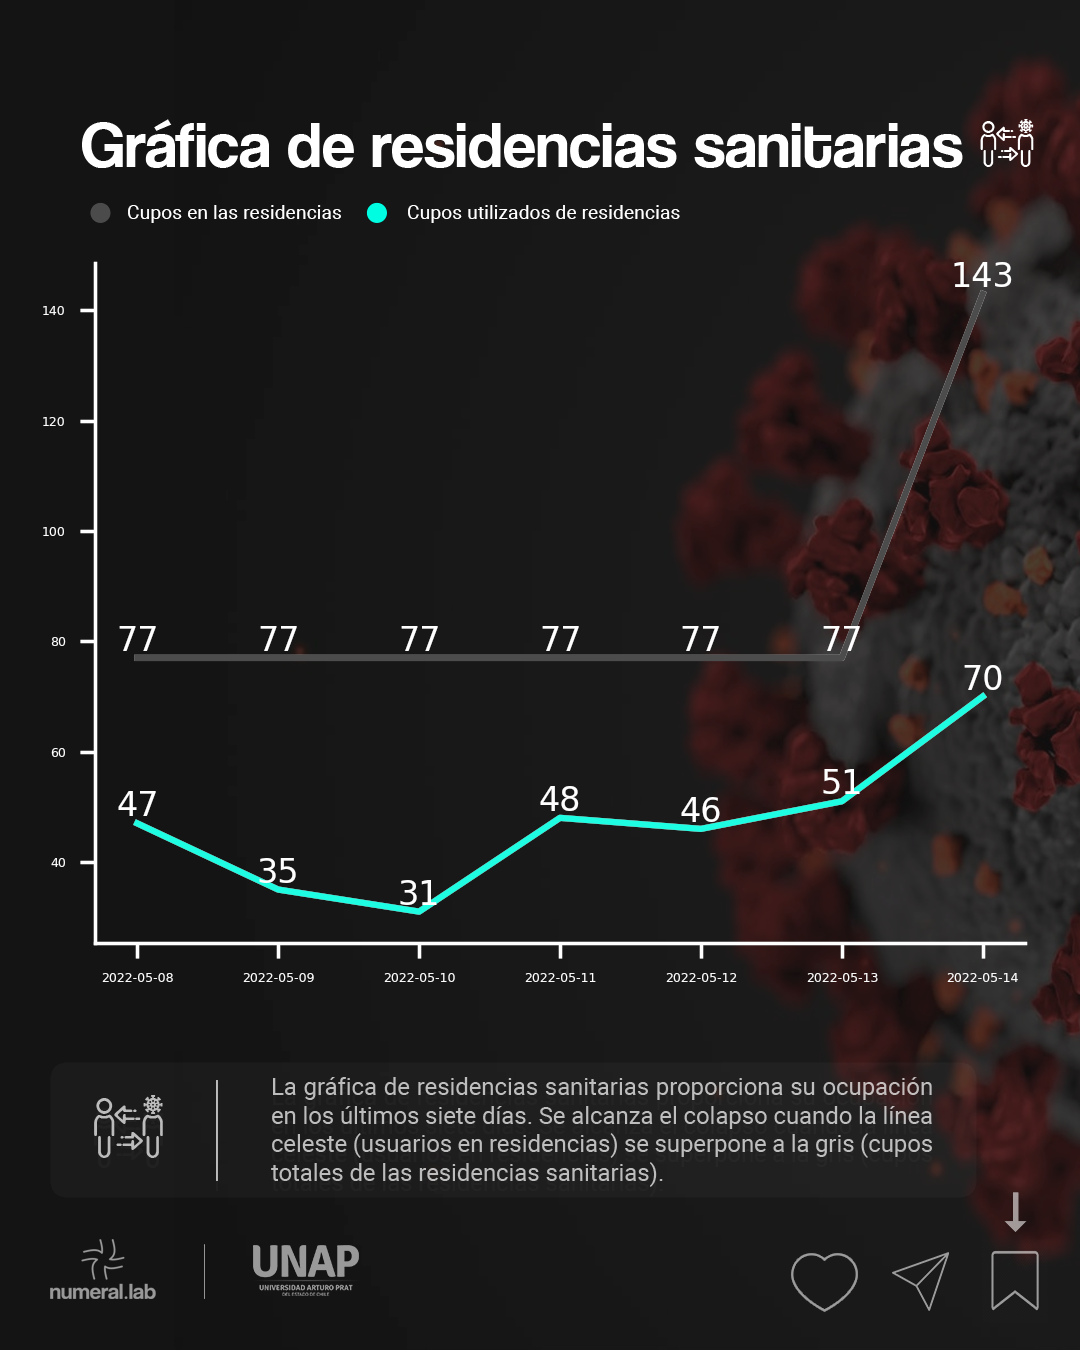 Gráfica de residencias sanitarias
Cupos en las residencias
Cupos utilizados de residencias
143
140
120
100
80
77
77
77
77
77
77
70
60
47
35
31
48
46
51
40
2022-05-08
2022-05-09
2022-05-10
2022-05-11
2022-05-12
2022-05-13
2022-05-14
La gráfica de residencias sanitarias proporciona su ocupación
en los últimos siete días. Se alcanza el colapso cuando la línea
celeste (usuarios en residencias) se superpone a la gris (cupos
totales de las residencias sanitarias).
numeral.lab
UNAP
UNIVERSIDAD ARTURO PRAT
DEL ESTADO DE CHILE